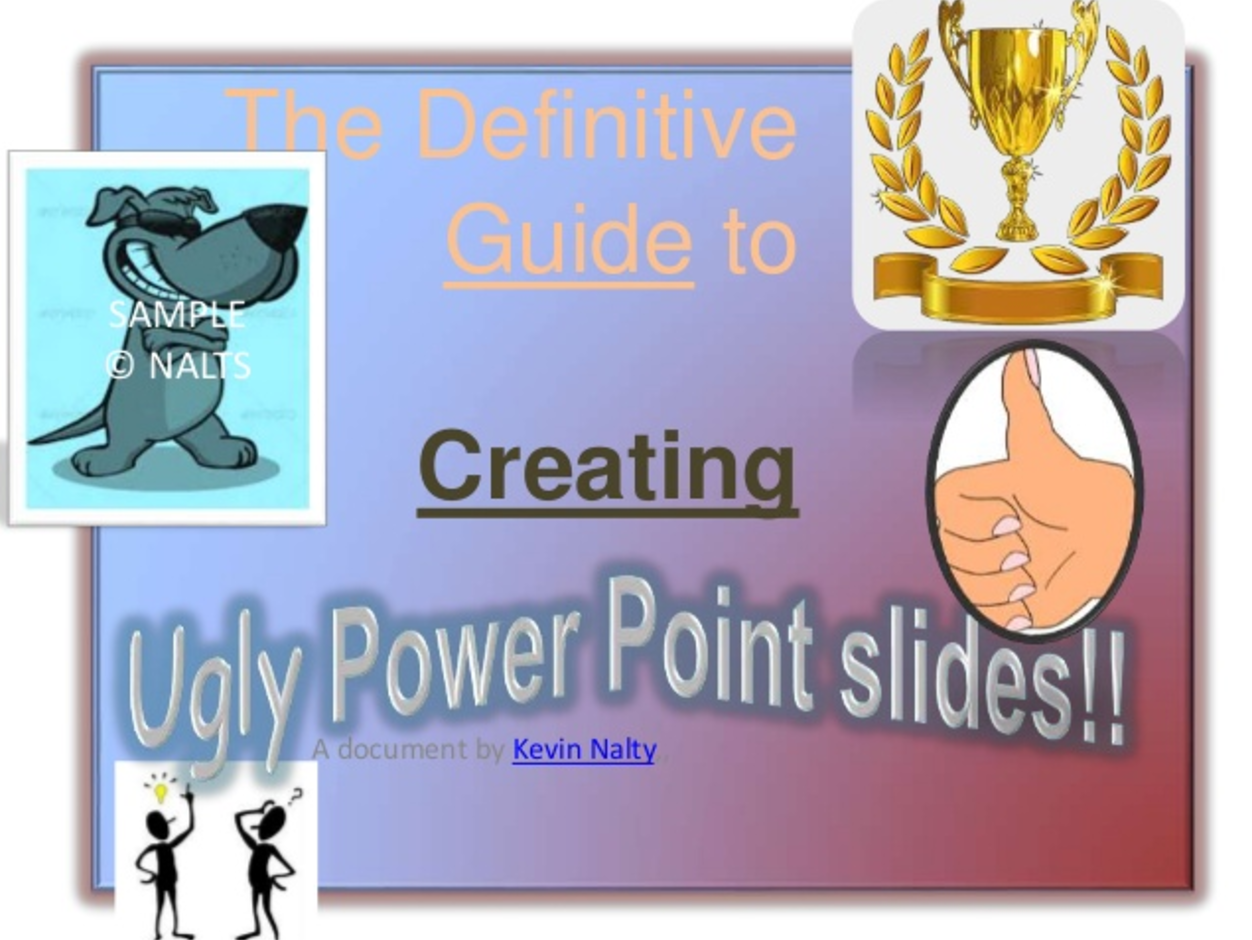 The Definitive
Guide to
SAMPLE
© NALTS
Creating
Ugly Power Point slides!!
A document by Kevin Nalty,,
?